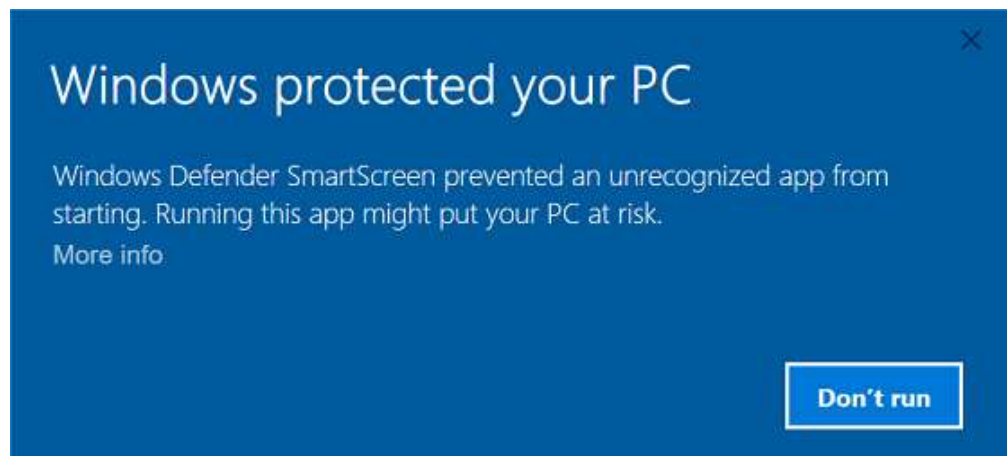 Windows protected your PC
Windows Defender SmartScreen prevented an unrecognized app from
starting. Running this app might put your PC at risk.
More info
Don't run